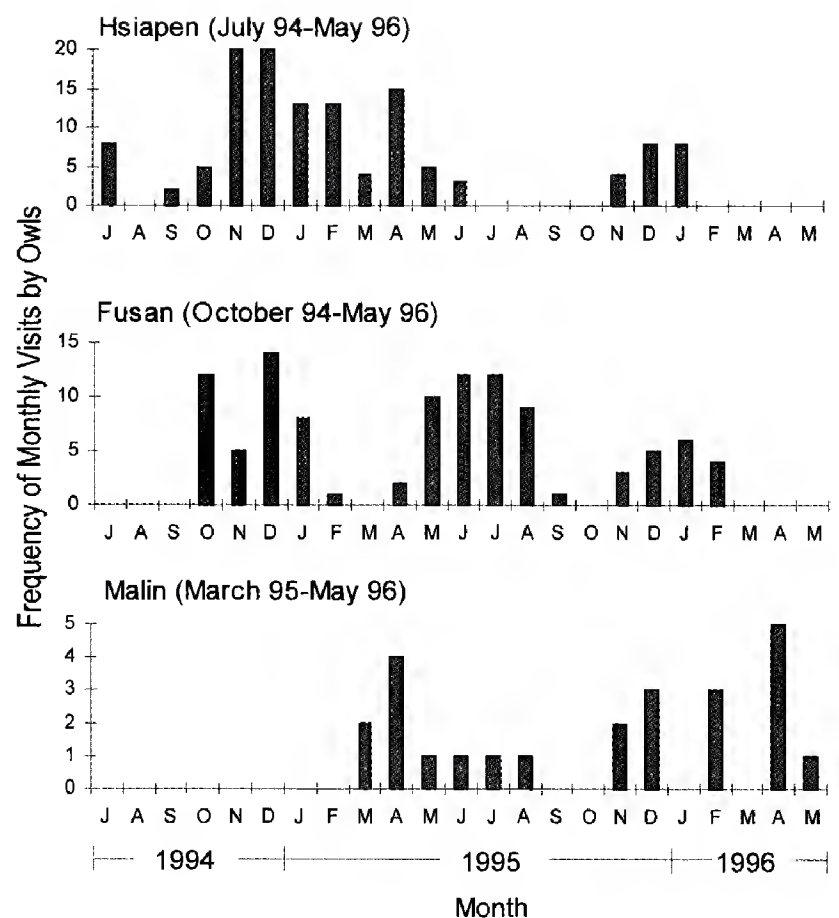 Hsiapen (July 94-May 96)
20
15
10
5
0
J A S O N D J F M A M J J A S O N D J F M A M
Fusan (October 94-May 96)
15
10
5
0
J A S O N D J F M A M J J A S O N D J F M A M
Malin (March 95-May 96)
5
4
3
2
1
0
J A S O N D J F M A M J J A S O N D J F M A M
1994 1995 1996
Month
Frequency of Monthly Visits by Owls